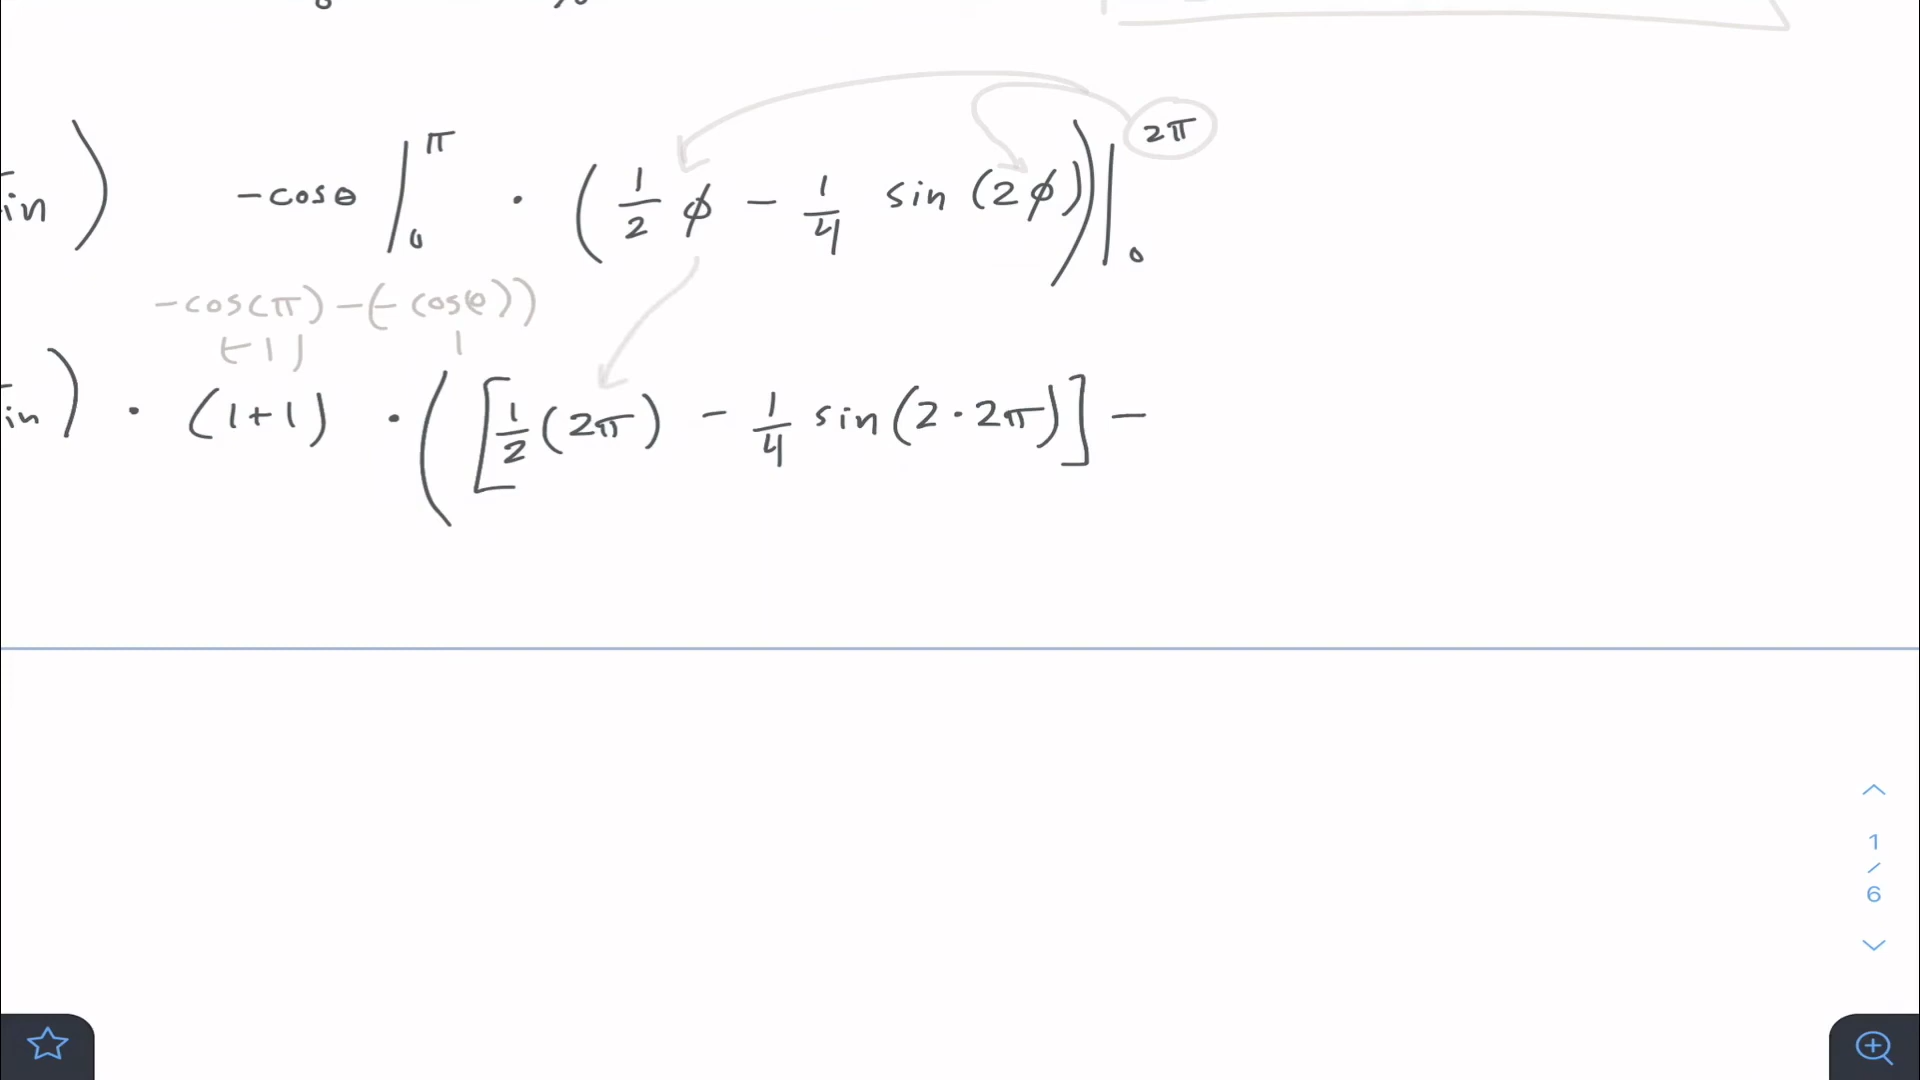 in) -cosθ |₀^π · (1/2 ϕ - 1/4 sin (2ϕ))|₀^2π
-cos(π) - (- cos(θ))
(-1) 1
in) · (1+1) · ([1/2 (2π) - 1/4 sin(2·2π)] -
1
/
6